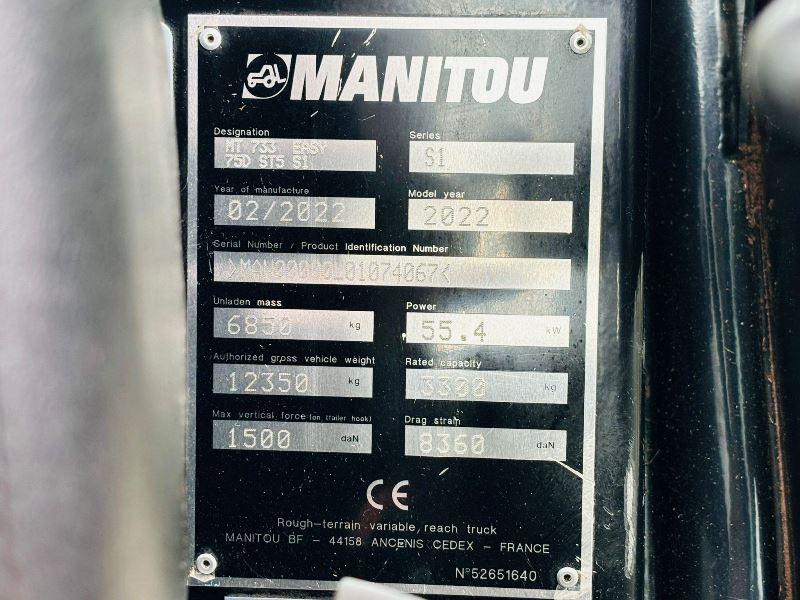 MANITOU
Designation Series
MT 733 EASY
75D ST5 S1 S1
Year of manufacture Model year
02/2022 2022
Serial Number / Product Identification Number
Unladen mass Power
6850 kg 55.4 kW
Authorized gross vehicle weight Rated capacity
12350 kg 3300 kg
Max vertical force (on trailer hook) Drag strain
1500 daN 8360 daN
CE
Rough-terrain variable reach truck
MANITOU BF - 44158 ANCENIS CEDEX - FRANCE
N°52651640